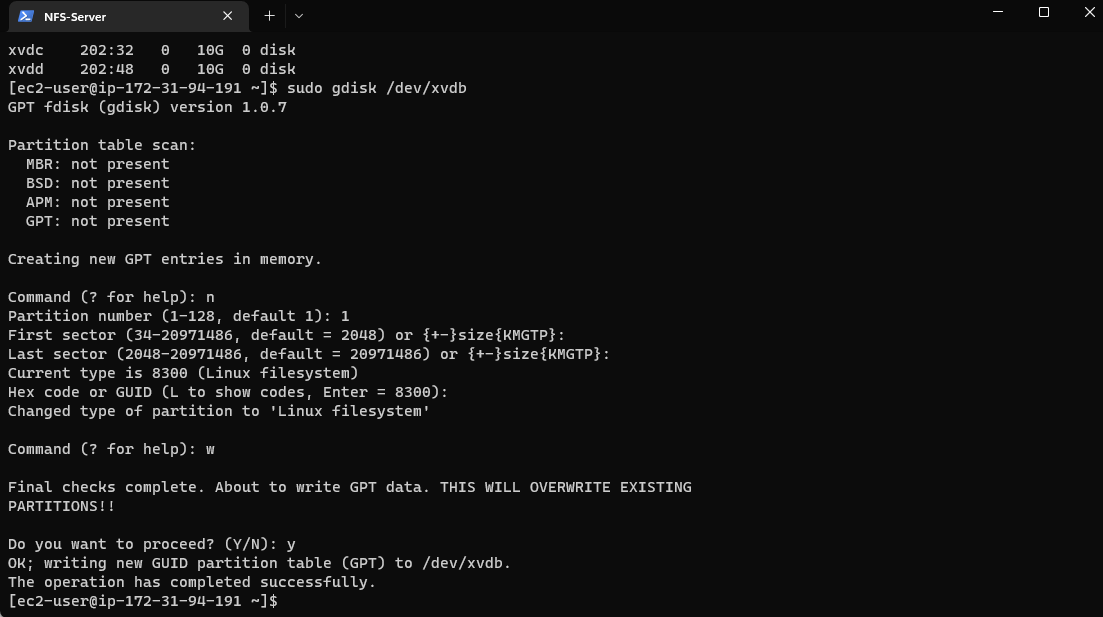 NFS-Server
xvdc    202:32   0   10G  0 disk
xvdd    202:48   0   10G  0 disk
[ec2-user@ip-172-31-94-191 ~]$ sudo gdisk /dev/xvdb
GPT fdisk (gdisk) version 1.0.7

Partition table scan:
  MBR: not present
  BSD: not present
  APM: not present
  GPT: not present

Creating new GPT entries in memory.

Command (? for help): n
Partition number (1-128, default 1): 1
First sector (34-20971486, default = 2048) or {+-}size{KMGTP}:
Last sector (2048-20971486, default = 20971486) or {+-}size{KMGTP}:
Current type is 8300 (Linux filesystem)
Hex code or GUID (L to show codes, Enter = 8300):
Changed type of partition to 'Linux filesystem'

Command (? for help): w

Final checks complete. About to write GPT data. THIS WILL OVERWRITE EXISTING
PARTITIONS!!

Do you want to proceed? (Y/N): y
OK; writing new GUID partition table (GPT) to /dev/xvdb.
The operation has completed successfully.
[ec2-user@ip-172-31-94-191 ~]$